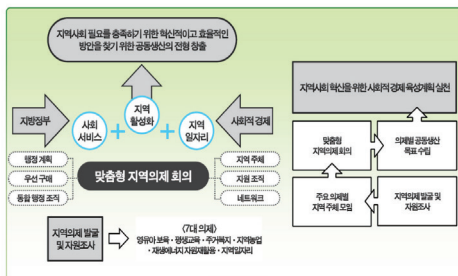 지역사회 필요를 충족하기 위한 혁신적이고 효율적인
방안을 찾기 위한 공동생산의 전형 창출
지방정부
사회
서비스
지역
활성화
지역
일자리
사회적 경제
행정 계획
우선 구매
통합 행정 조직
맞춤형 지역의제 회의
지역 주체
지원 조직
네트워크
지역의제 발굴
및 자원조사
〈7대 의제〉
영유아 보육·평생교육·주거복지·지역농업
·재생에너지 자원재활용·지역일자리
지역사회 혁신을 위한 사회적 경제 육성계획 실천
맞춤형
지역의제 회의
의제별 공동생산
목표 수립
주요 의제별
지역 주체 모임
지역의제 발굴 및
자원조사